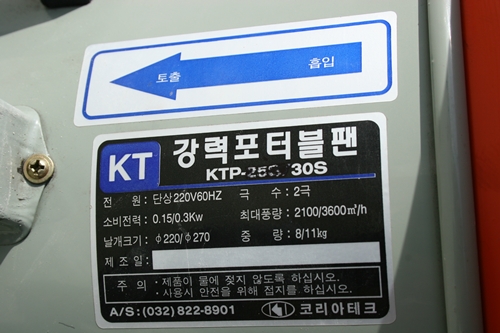 토출 흡입
KT 강력포터블팬
KTP-250/30S
전 원 : 단상220V60HZ 극 수 : 2극
소비전력 : 0.15/0.3Kw 최대풍량 : 2100/3600㎥/h
날개크기 : φ220/φ270 중 량 : 8/11kg
제 조 일 :
주 의 : ·제품이 물에 젖지 않도록 하십시오.
·사용시 안전을 위해 접지를 하십시오.
A/S : (032) 822-8901 코리아테크